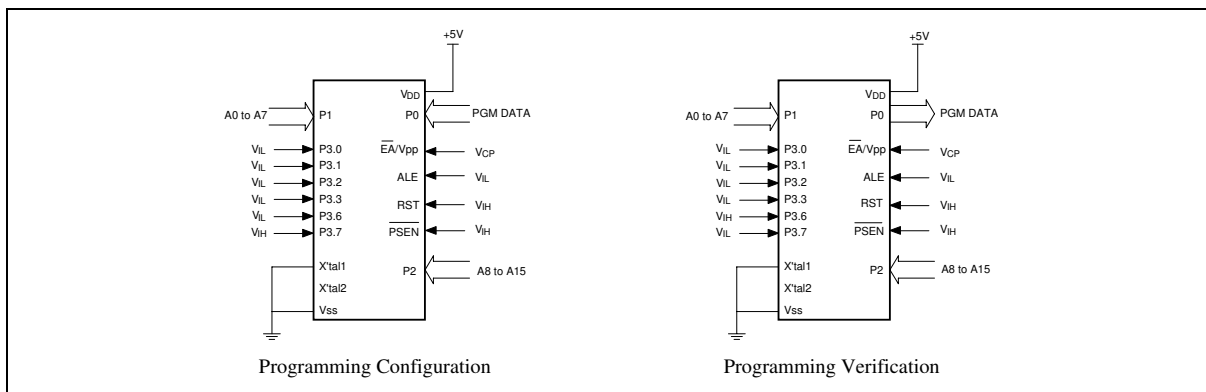 +5V
VDD
A0 to A7
P1
P0
PGM DATA
VIL
P3.0
EA/Vpp
VCP
VIL
P3.1
VIL
P3.2
ALE
VIL
VIL
P3.3
RST
VIH
VIL
P3.6
VIH
P3.7
PSEN
VIH
X'tal1
P2
A8 to A15
X'tal2
Vss
Programming Configuration
+5V
VDD
A0 to A7
P1
P0
PGM DATA
VIL
P3.0
EA/Vpp
VCP
VIL
P3.1
VIL
P3.2
ALE
VIL
VIL
P3.3
RST
VIH
VIH
P3.6
VIL
P3.7
PSEN
VIH
X'tal1
P2
A8 to A15
X'tal2
Vss
Programming Verification